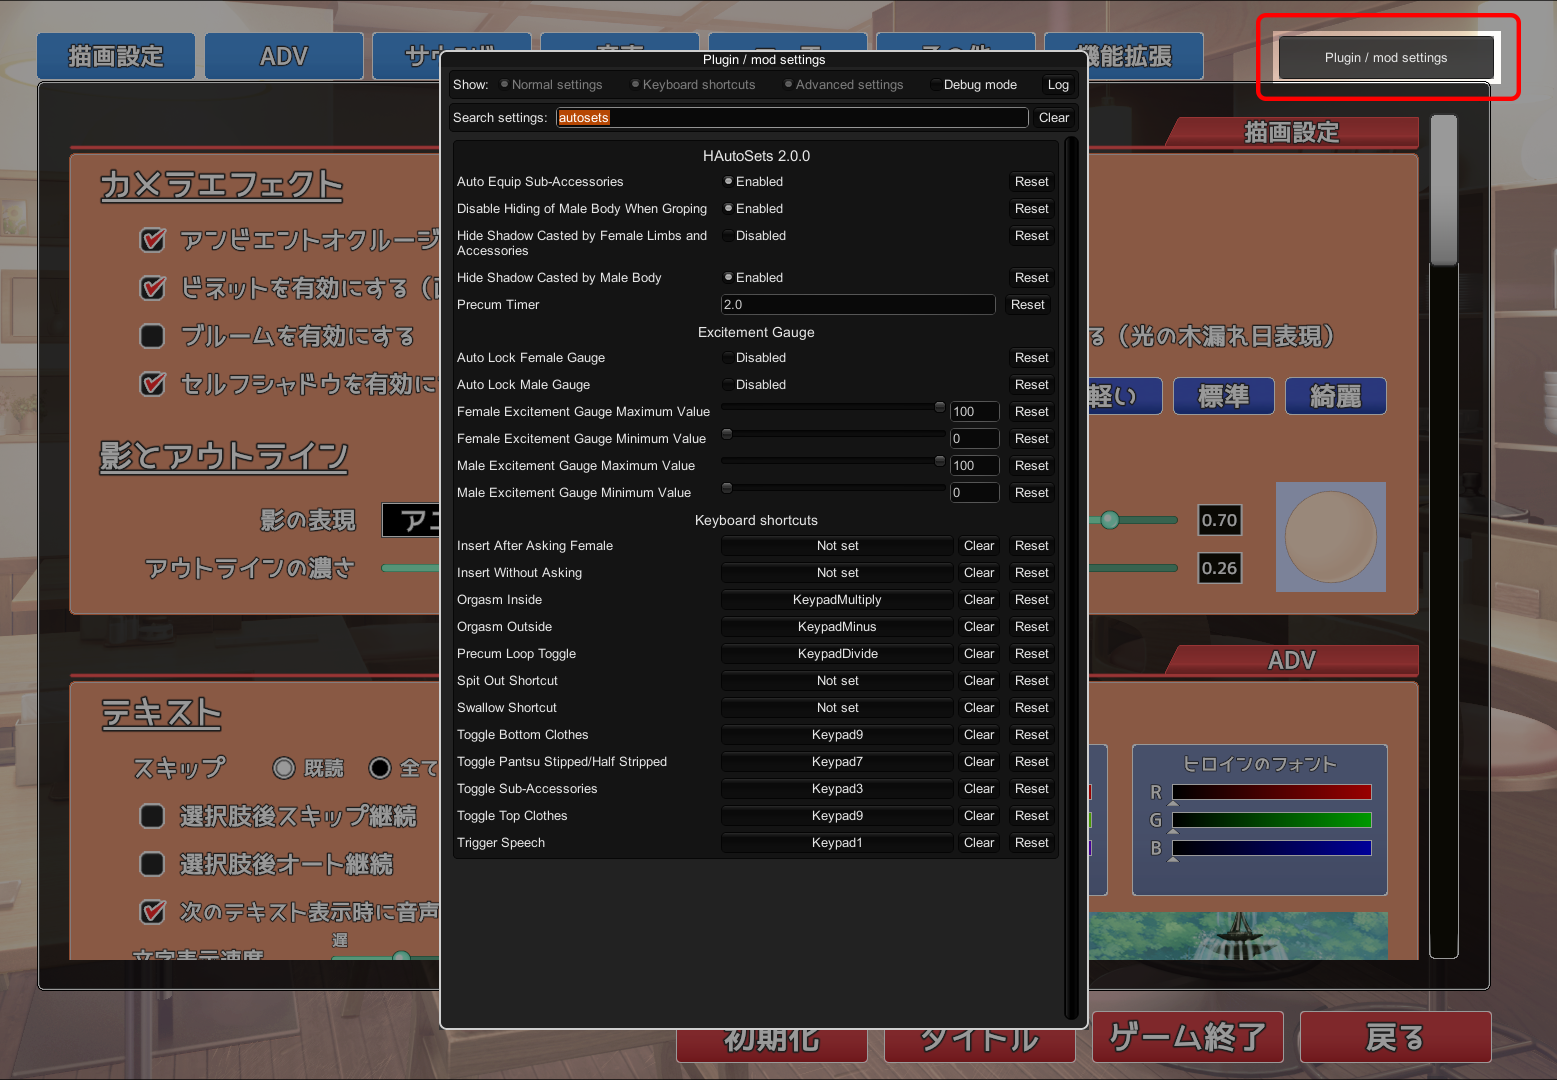 描画設定
ADV
機能拡張
Plugin / mod settings
Plugin / mod settings
Show:
Normal settings
Keyboard shortcuts
Advanced settings
Debug mode
Log
Search settings:
autosets
Clear
描画設定
カメラエフェクト
アンビエントオクルージ
ビネットを有効にする（
ブルームを有効にする
セルフシャドウを有効に
る（光の木漏れ日表現）
軽い
標準
綺麗
影とアウトライン
影の表現
アウトラインの濃さ
0.70
0.26
HAutoSets 2.0.0
Auto Equip Sub-Accessories Enabled Reset
Disable Hiding of Male Body When Groping Enabled Reset
Hide Shadow Casted by Female Limbs and Disabled Reset
Accessories
Hide Shadow Casted by Male Body Enabled Reset
Precum Timer 2.0 Reset
Excitement Gauge
Auto Lock Female Gauge Disabled Reset
Auto Lock Male Gauge Disabled Reset
Female Excitement Gauge Maximum Value 100 Reset
Female Excitement Gauge Minimum Value 0 Reset
Male Excitement Gauge Maximum Value 100 Reset
Male Excitement Gauge Minimum Value 0 Reset
Keyboard shortcuts
Insert After Asking Female Not set Clear Reset
Insert Without Asking Not set Clear Reset
Orgasm Inside KeypadMultiply Clear Reset
Orgasm Outside KeypadMinus Clear Reset
Precum Loop Toggle KeypadDivide Clear Reset
Spit Out Shortcut Not set Clear Reset
Swallow Shortcut Not set Clear Reset
Toggle Bottom Clothes Keypad9 Clear Reset
Toggle Pantsu Stipped/Half Stripped Keypad7 Clear Reset
Toggle Sub-Accessories Keypad3 Clear Reset
Toggle Top Clothes Keypad9 Clear Reset
Trigger Speech Keypad1 Clear Reset
ADV
テキスト
スキップ
既読
全て
選択肢後スキップ継続
選択肢後オート継続
次のテキスト表示時に音声
遅
文字表示速度
ヒロインのフォント
R
G
B
初期化
タイトル
ゲーム終了
戻る